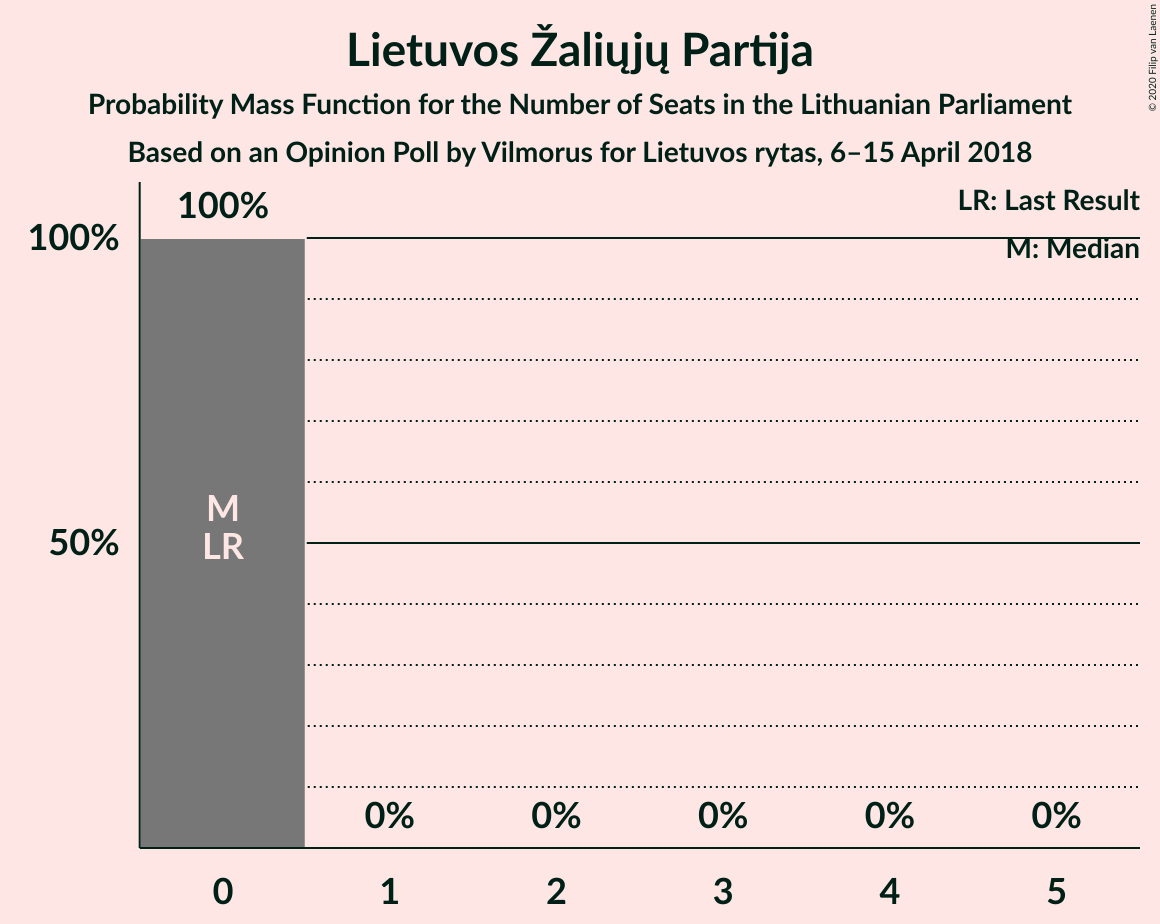 Lietuvos Žaliųjų Partija
Probability Mass Function for the Number of Seats in the Lithuanian Parliament
Based on an Opinion Poll by Vilmorus for Lietuvos rytas, 6–15 April 2018
© 2020 Filip van Laenen
LR: Last Result
M: Median
100%
100%
50%
M
LR
0%
0%
0%
0%
0%
0
1
2
3
4
5